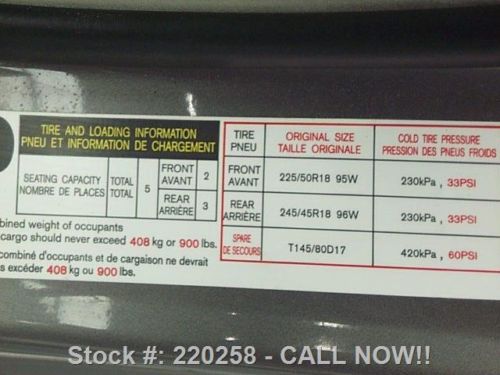 TIRE AND LOADING INFORMATION
PNEU ET INFORMATION DE CHARGEMENT
SEATING CAPACITY
NOMBRE DE PLACES
TOTAL
TOTAL
5
FRONT
AVANT
2
REAR
ARRIÈRE
3
bined weight of occupants
cargo should never exceed 408 kg or 900 lbs.
combiné d'occupants et de cargaison ne devrait
s excéder 408 kg ou 900 lbs.
TIRE
PNEU
ORIGINAL SIZE
TAILLE ORIGINALE
COLD TIRE PRESSURE
PRESSION DES PNEUS FROIDS
FRONT
AVANT
225/50R18 95W
230kPa , 33PSI
REAR
ARRIÈRE
245/45R18 96W
230kPa , 33PSI
SPARE
DE SECOURS
T145/80D17
420kPa , 60PSI
Stock #: 220258 - CALL NOW!!